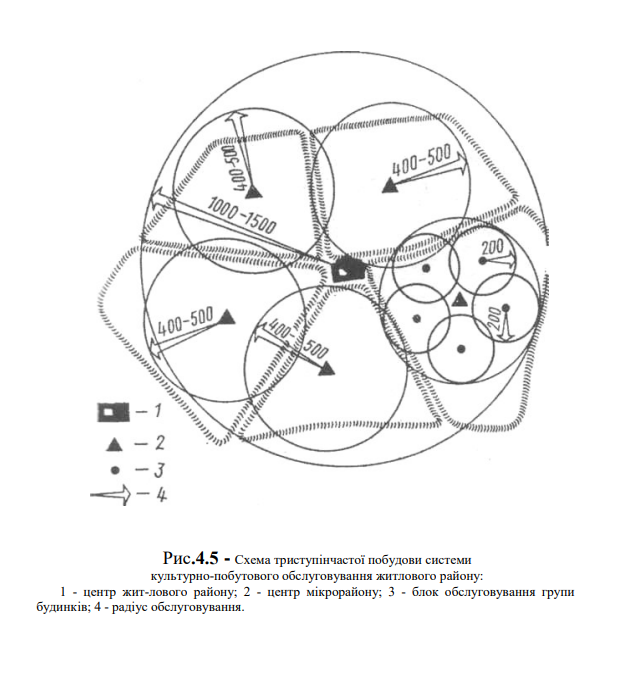 400-500
400-500
1000-1500
200
400-500
400-500
200
- 1
- 2
- 3
- 4
Рис.4.5 - Схема триступінчастої побудови системи
культурно-побутового обслуговування житлового району:
1 - центр жит-лового району; 2 - центр мікрорайону; 3 - блок обслуговування групи
будинків; 4 - радіус обслуговування.